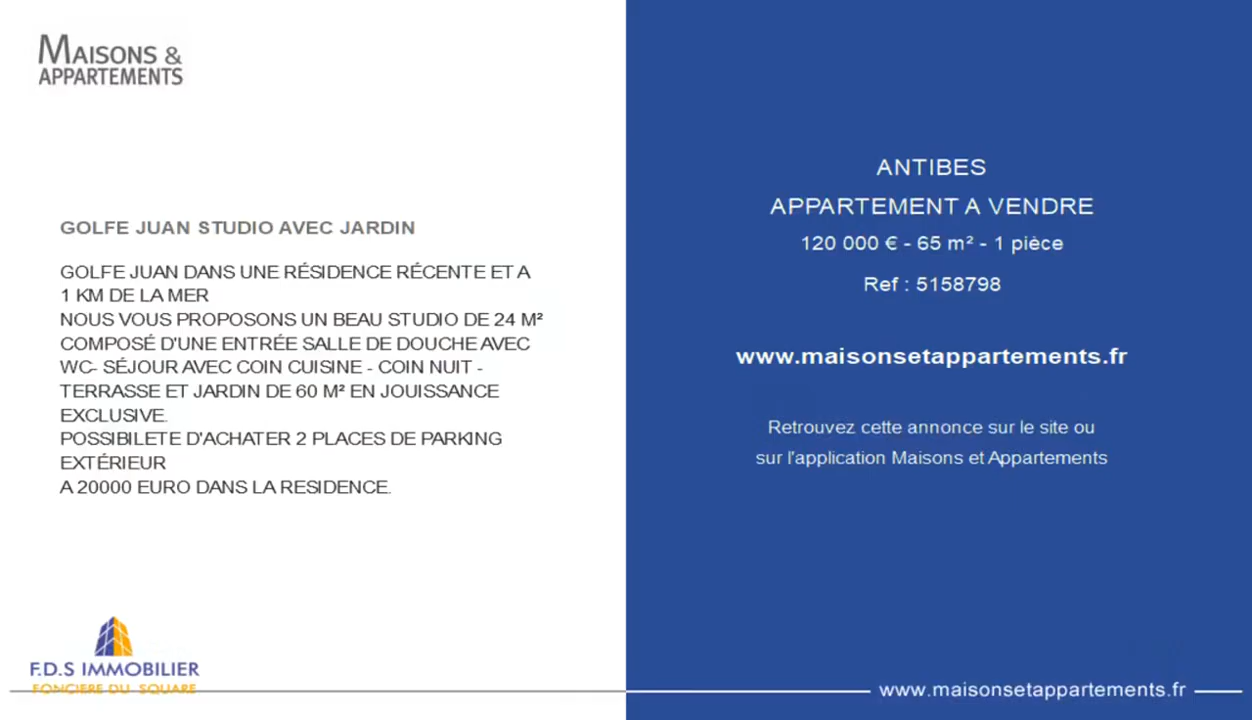 MAISONS &
APPARTEMENTS
GOLFE JUAN STUDIO AVEC JARDIN
GOLFE JUAN DANS UNE RÉSIDENCE RÉCENTE ET A
1 KM DE LA MER
NOUS VOUS PROPOSONS UN BEAU STUDIO DE 24 M²
COMPOSÉ D'UNE ENTRÉE SALLE DE DOUCHE AVEC
WC- SÉJOUR AVEC COIN CUISINE - COIN NUIT -
TERRASSE ET JARDIN DE 60 M² EN JOUISSANCE
EXCLUSIVE.
POSSIBILETE D'ACHATER 2 PLACES DE PARKING
EXTÉRIEUR
A 20000 EURO DANS LA RESIDENCE.
F.D.S IMMOBILIER
FONCIERE DU SQUARE
ANTIBES
APPARTEMENT A VENDRE
120 000 € - 65 m² - 1 pièce
Ref : 5158798
www.maisonsetappartements.fr
Retrouvez cette annonce sur le site ou
sur l'application Maisons et Appartements
www.maisonsetappartements.fr